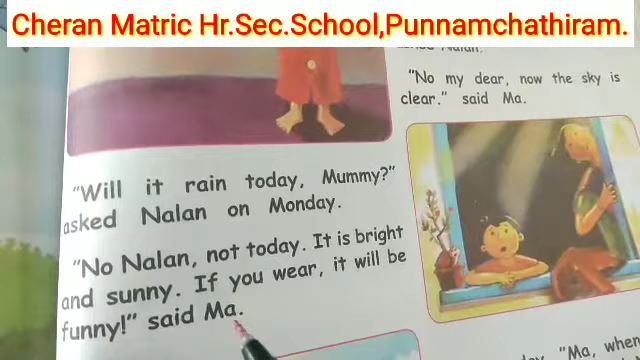 Cheran Matric Hr.Sec.School,Punnamchathiram.
"Will it rain today, Mummy?"
asked Nalan on Monday.
"No Nalan, not today. It is bright
and sunny. If you wear, it will be
funny!" said Ma.
asked Nalan.
"No my dear, now the sky is
clear." said Ma.
"Ma, when